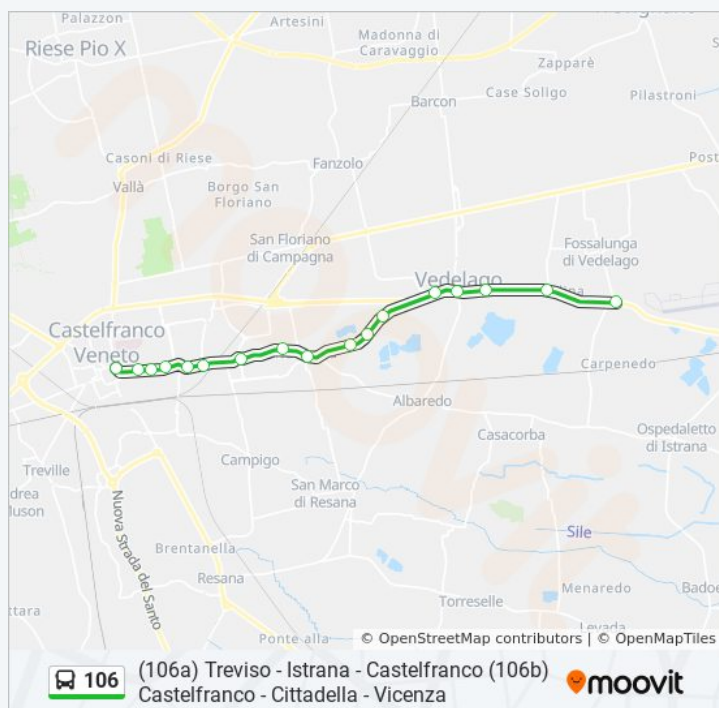 Palazzon
Artesini
Riese Pio X
Madonna di
Caravaggio
Zapparè
Case Soligo
Pilastroni
Barcon
Casoni di Riese
Fanzolo
Vallà
Borgo San
Floriano
San Floriano
di Campagna
Fossalunga
di Vedelago
Vedelago
Castelfranco
Veneto
Carpenedo
Albaredo
Casacorba
Ospedaletto
di Istrana
Treville
Campigo
San Marco
di Resana
Nuova Strada del Santo
Sile
Brentanella
Resana
Menaredo
Torreselle
Levada
Ponte alla
© OpenStreetMap contributors | © OpenMapTiles
106
(106a) Treviso - Istrana - Castelfranco (106b)
Castelfranco - Cittadella - Vicenza
moovit